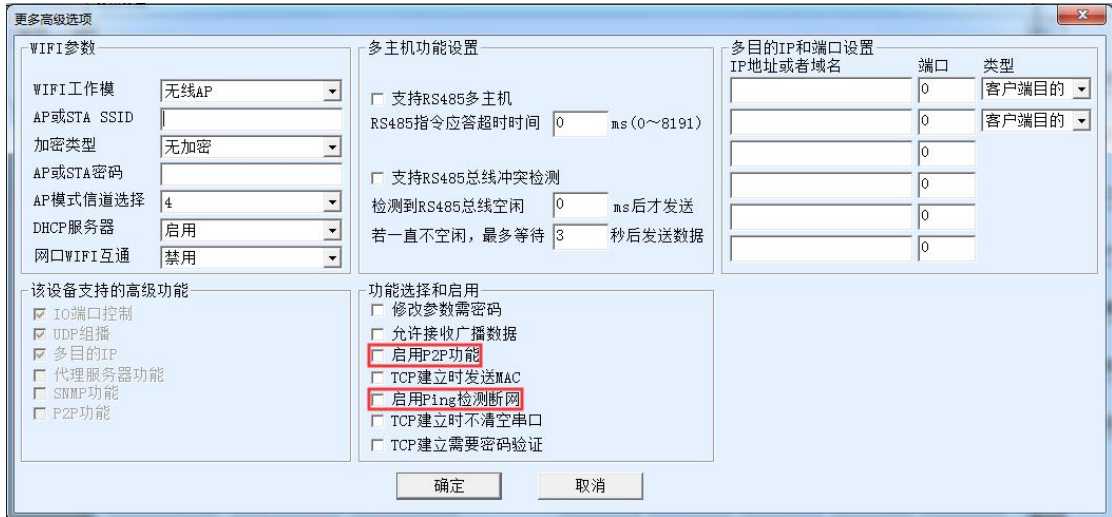 更多高级选项
WIFI参数
WIFI工作模 无线AP
AP或STA SSID
加密类型 无加密
AP或STA密码
AP模式信道选择 4
DHCP服务器 启用
网口WIFI互通 禁用
多主机功能设置
支持RS485多主机
RS485指令应答超时时间 0 ms(0～8191)
支持RS485总线冲突检测
检测到RS485总线空闲 0 ms后才发送
若一直不空闲，最多等待 3 秒后发送数据
多目的IP和端口设置
IP地址或者域名 端口 类型
0 客户端目的
0 客户端目的
0
0
0
0
该设备支持的高级功能
IO端口控制
UDP组播
多目的IP
代理服务器功能
SNMP功能
P2P功能
功能选择和启用
修改参数需密码
允许接收广播数据
启用P2P功能
TCP建立时发送MAC
启用Ping检测断网
TCP建立时不清空串口
TCP建立需要密码验证
确定 取消